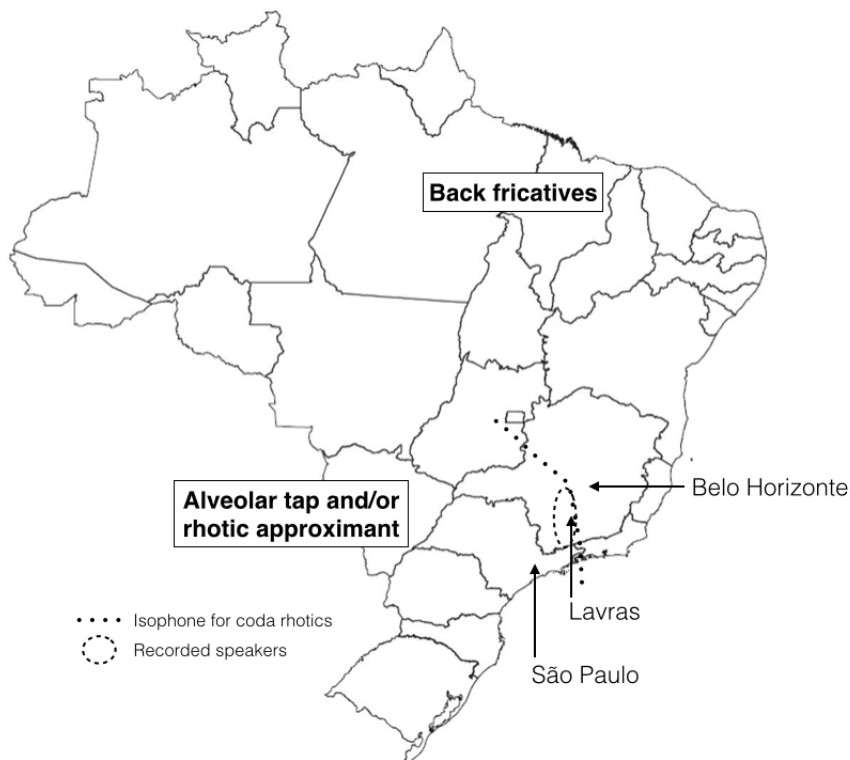 Back fricatives
Belo Horizonte
Alveolar tap and/or
rhotic approximant
Lavras
Isophone for coda rhotics
Recorded speakers
São Paulo